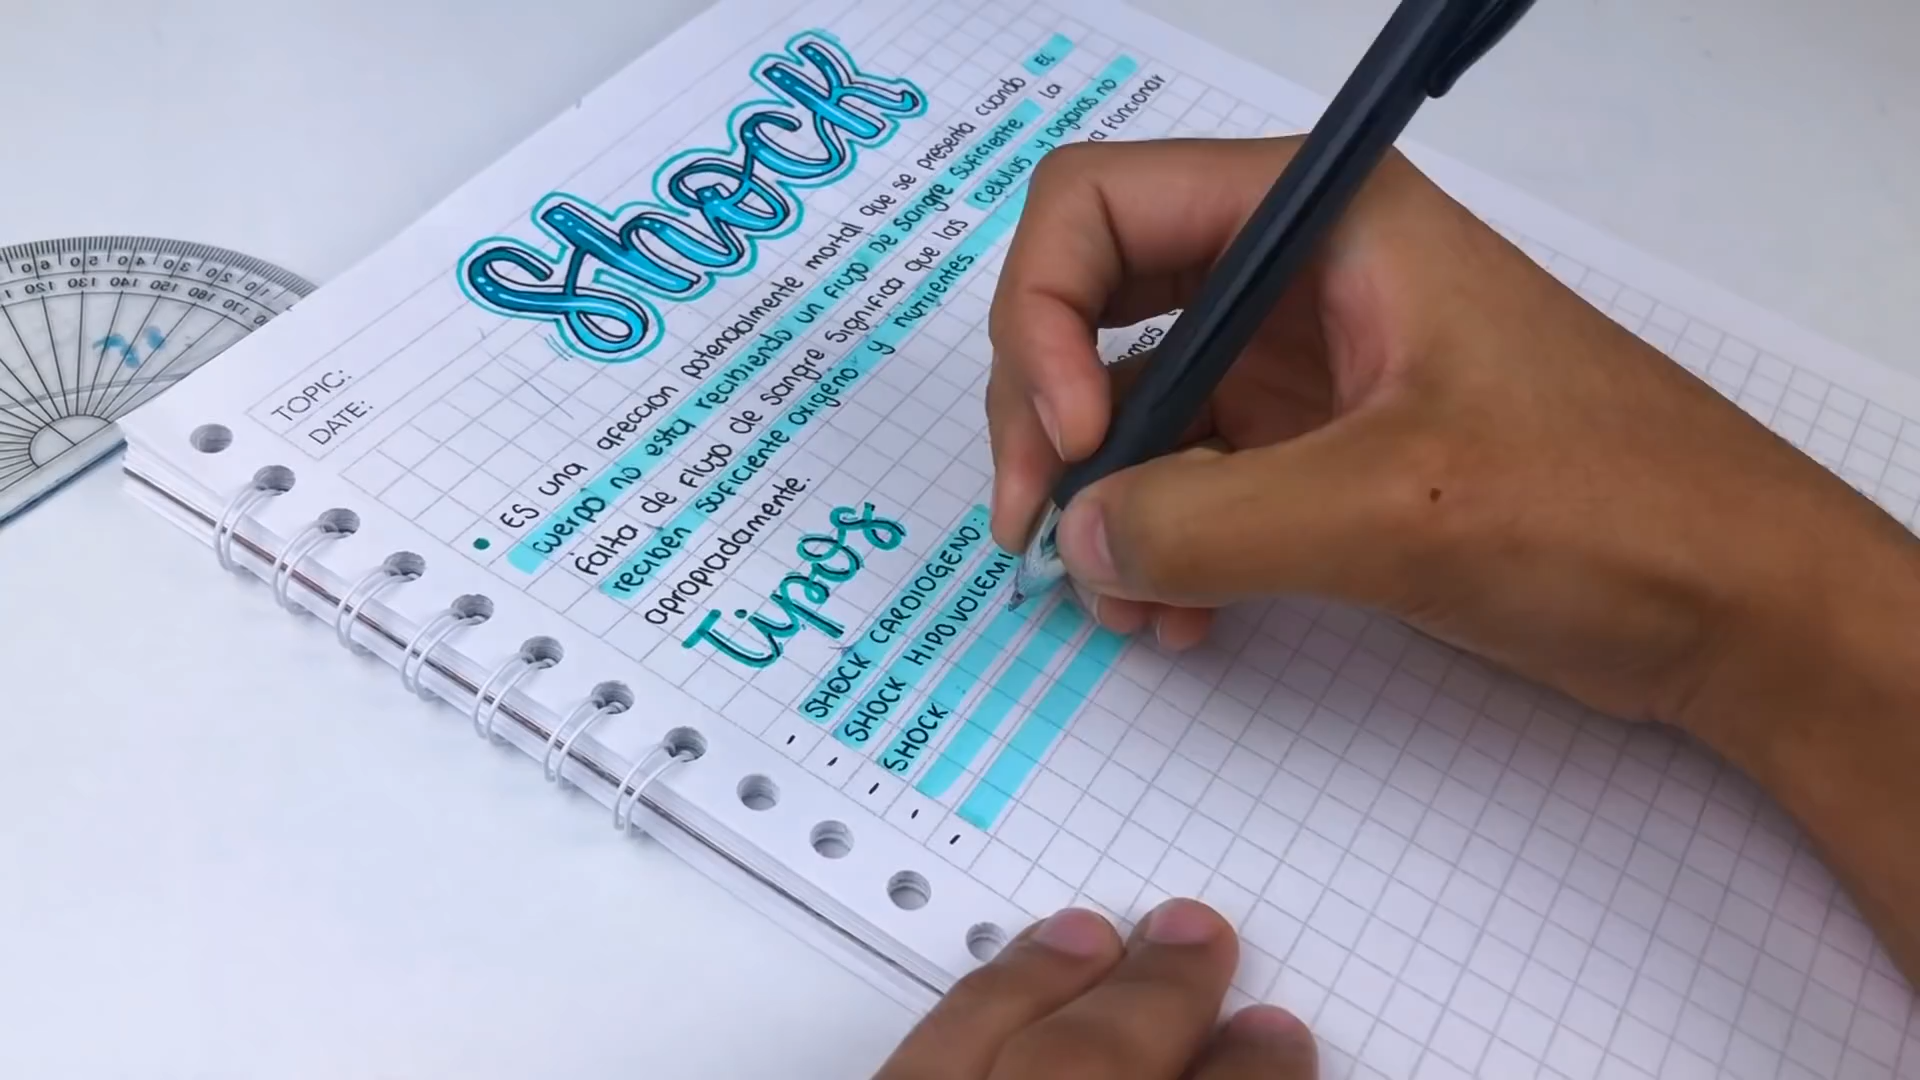 Shock
TOPIC:
DATE:
ES una afeccion potencialmente mortal que se presenta cuando El
cuerpo no esta recibiendo un Flujo DE Sangre suficiente La
falta de Flujo de sangre Significa que las Celulas y organos no
reciben suficiente oxigeno y nutrientes. funcionar
apropiadamente.
Tipos
- SHOCK CARDIOGENO:
- SHOCK HIPOVOLEMI
- SHOCK
-
-